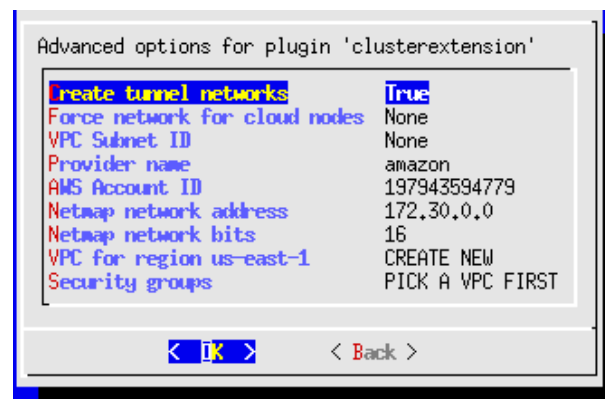 Advanced options for plugin 'clusterextension'
Create tunnel networks True
Force network for cloud nodes None
VPC Subnet ID None
Provider name amazon
AWS Account ID 197943594779
Netmap network address 172.30.0.0
Netmap network bits 16
VPC for region us-east-1 CREATE NEW
Security groups PICK A VPC FIRST
< OK > < Back >